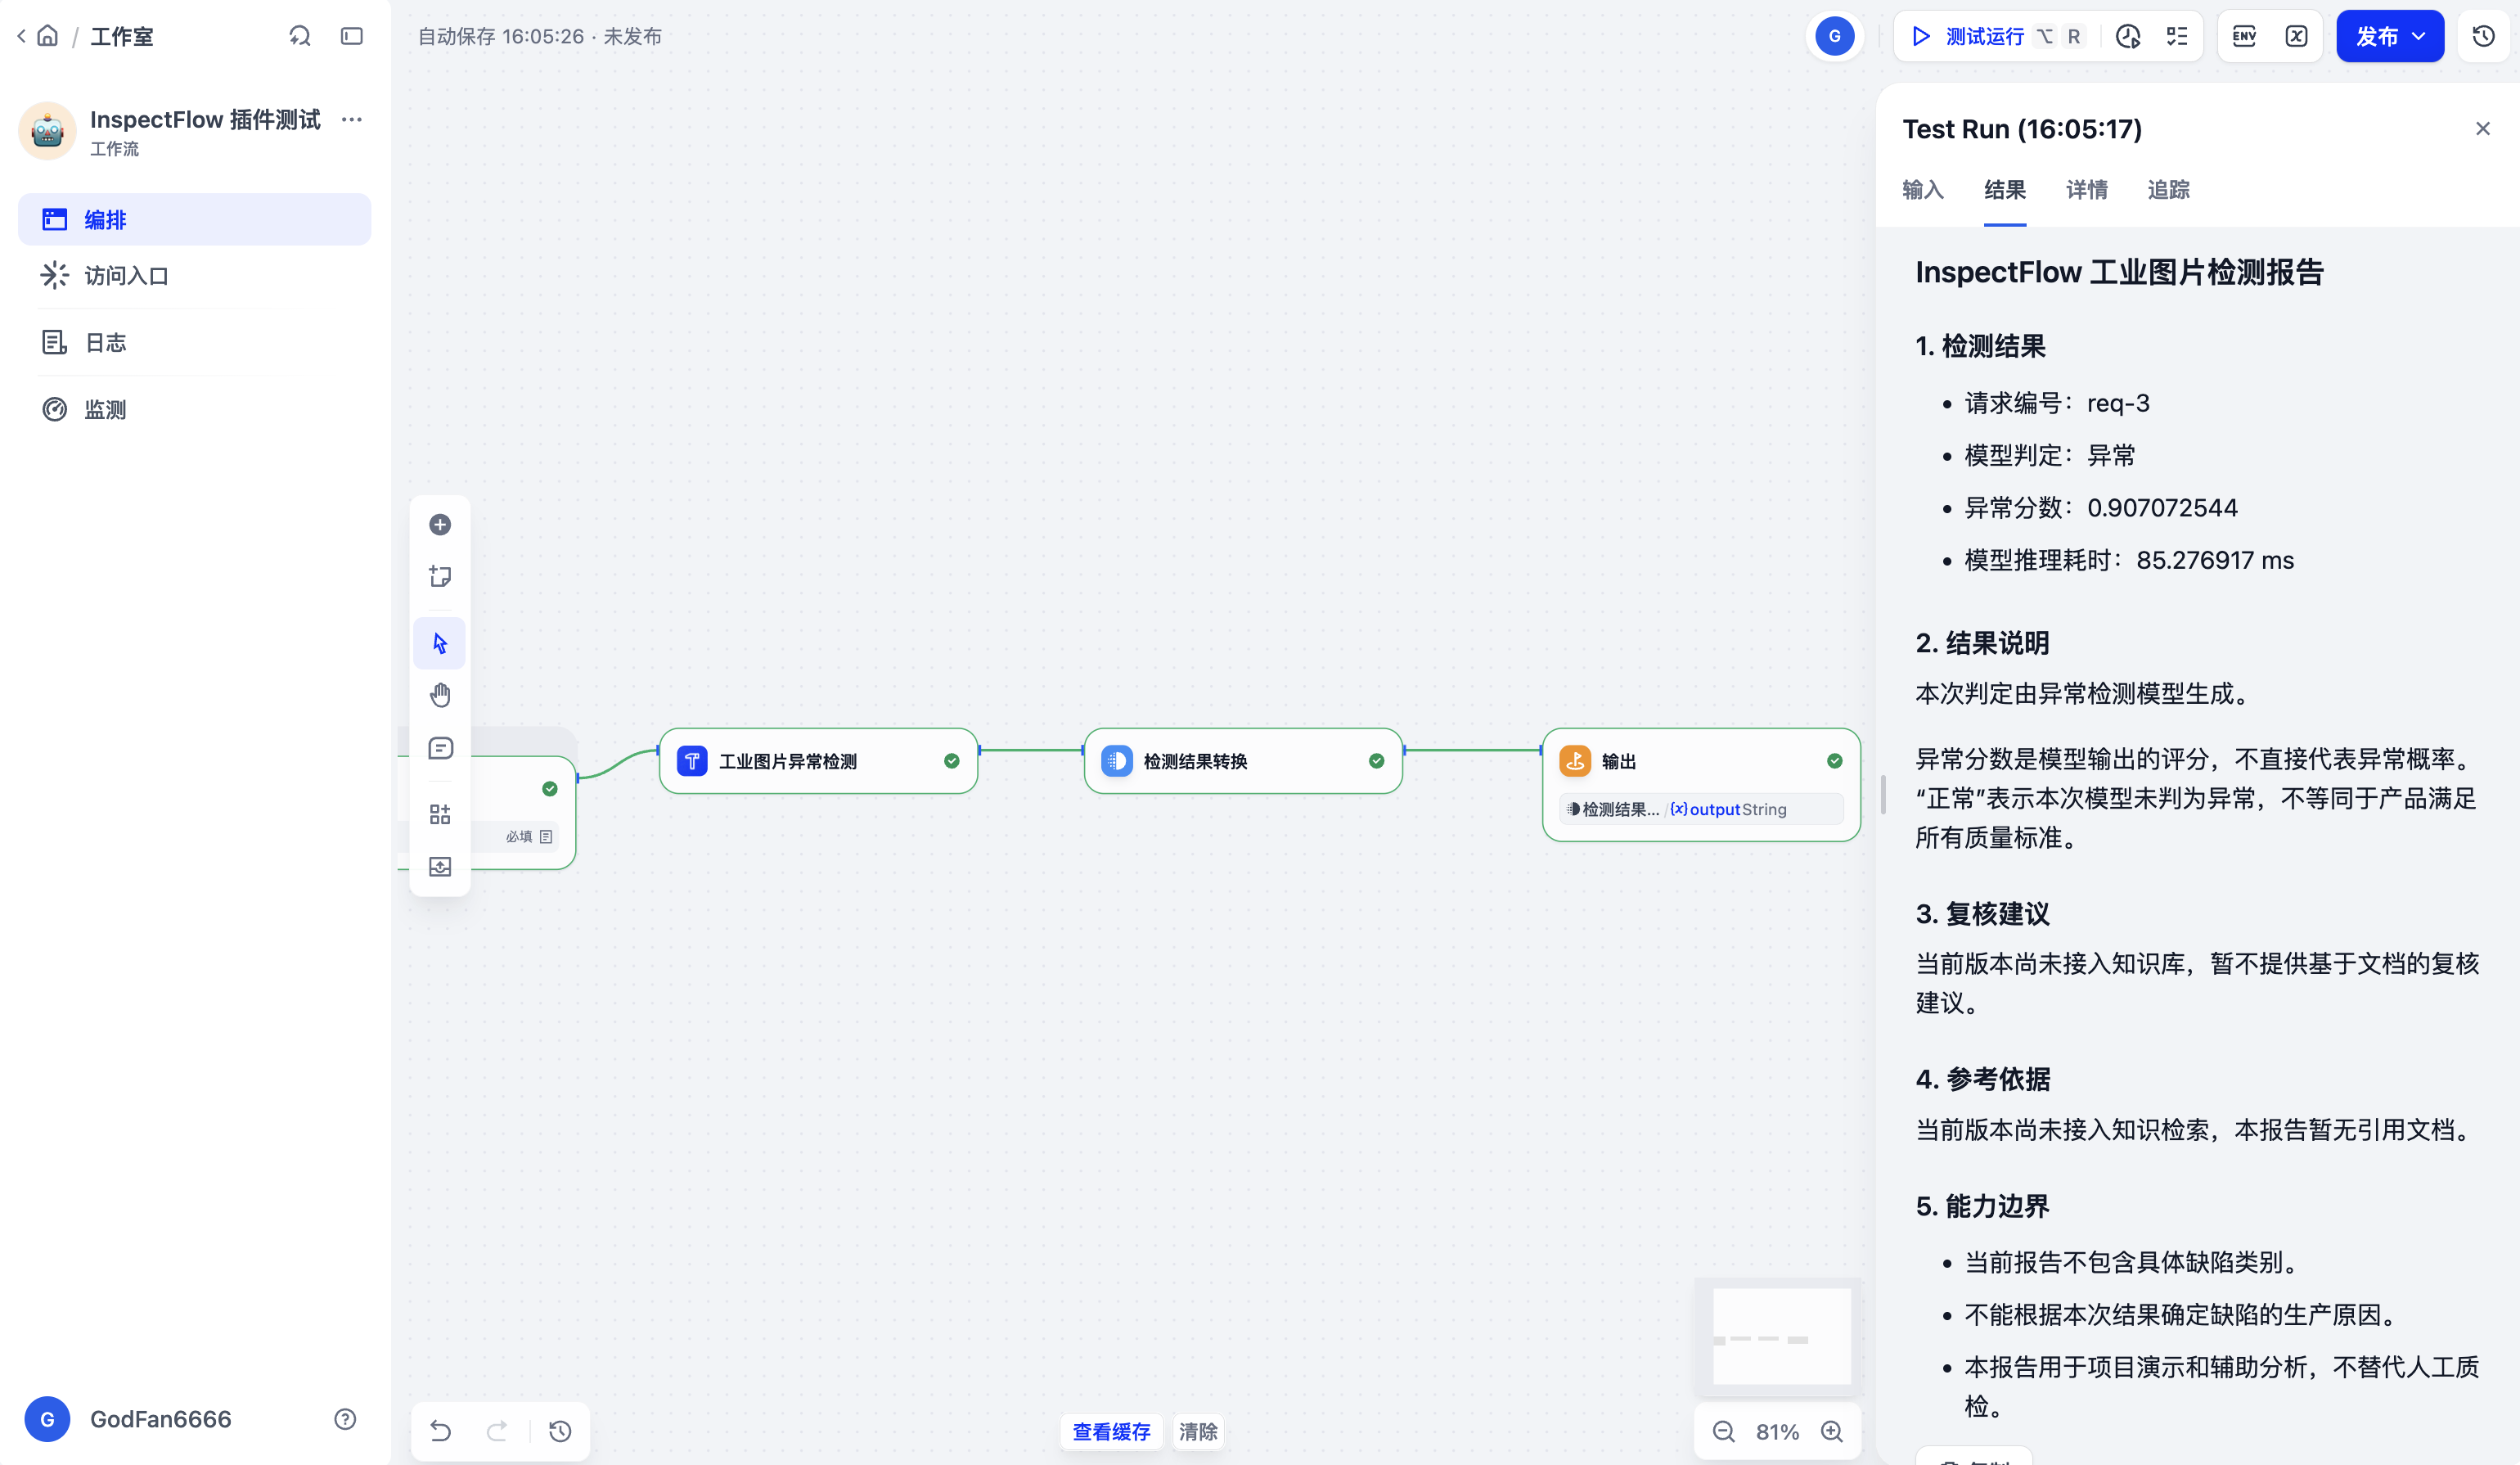 工作室
自动保存 16:05:26 · 未发布
G
测试运行 ⌥ R
ENV
发布
InspectFlow 插件测试
工作流
编排
访问入口
日志
监测
GodFan6666
G
必填
工业图片异常检测
检测结果转换
输出
检测结果... / {x} output String
查看缓存
清除
81%
Test Run (16:05:17)
输入 结果 详情 追踪
InspectFlow 工业图片检测报告
1. 检测结果
• 请求编号：req-3
• 模型判定：异常
• 异常分数：0.907072544
• 模型推理耗时：85.276917 ms
2. 结果说明
本次判定由异常检测模型生成。
异常分数是模型输出的评分，不直接代表异常概率。
“正常”表示本次模型未判为异常，不等同于产品满足
所有质量标准。
3. 复核建议
当前版本尚未接入知识库，暂不提供基于文档的复核
建议。
4. 参考依据
当前版本尚未接入知识检索，本报告暂无引用文档。
5. 能力边界
• 当前报告不包含具体缺陷类别。
• 不能根据本次结果确定缺陷的生产原因。
• 本报告用于项目演示和辅助分析，不替代人工质
检。